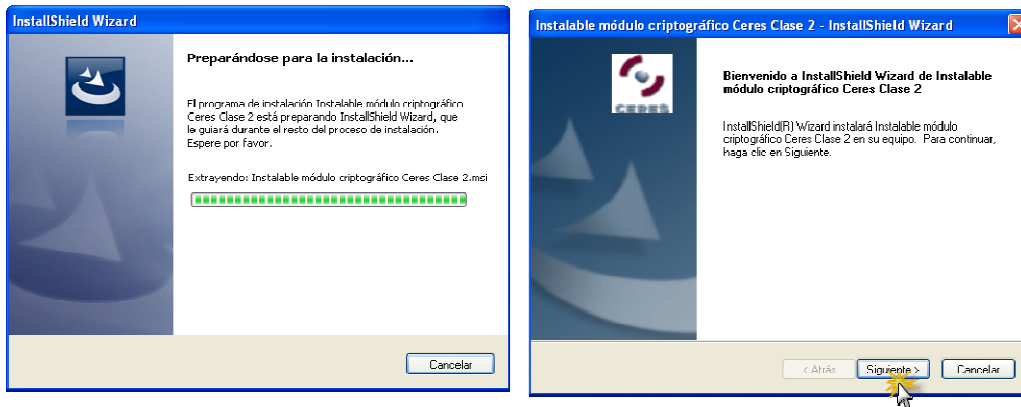 InstallShield Wizard
Preparándose para la instalación...
El programa de instalación Instalable módulo criptográfico
Ceres Clase 2 está preparando InstallShield Wizard, que
le guiará durante el resto del proceso de instalación.
Espere por favor.
Extrayendo: Instalable módulo criptográfico Ceres Clase 2.msi
Cancelar
Instalable módulo criptográfico Ceres Clase 2 - InstallShield Wizard
CERES
Bienvenido a InstallShield Wizard de Instalable
módulo criptográfico Ceres Clase 2
InstallShield(R) Wizard instalará Instalable módulo
criptográfico Ceres Clase 2 en su equipo. Para continuar,
haga clic en Siguiente.
< Atrás
Siguiente >
Cancelar